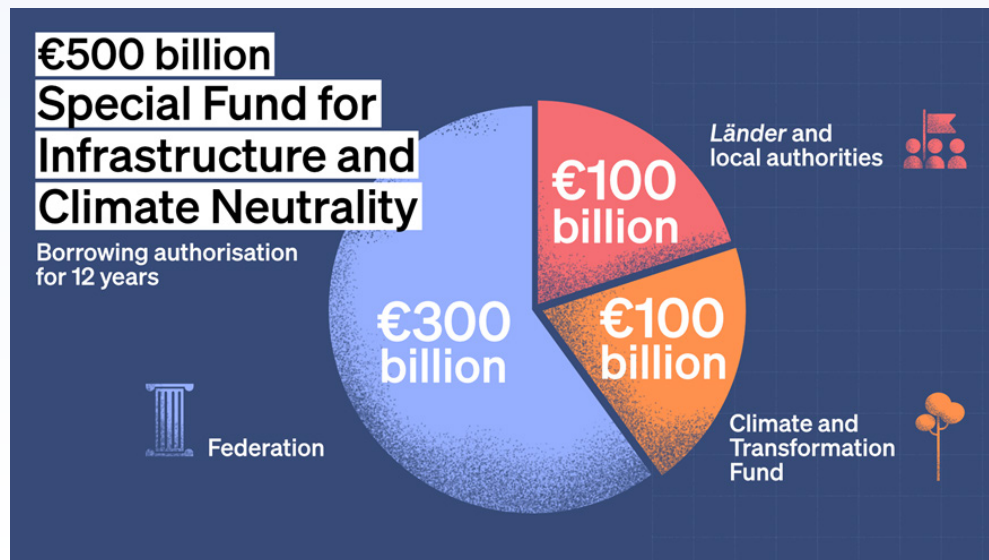 €500 billion
Special Fund for
Infrastructure and
Climate Neutrality
Borrowing authorisation
for 12 years
€100
billion
Länder and
local authorities
€300
billion
€100
billion
Federation
Climate and
Transformation
Fund